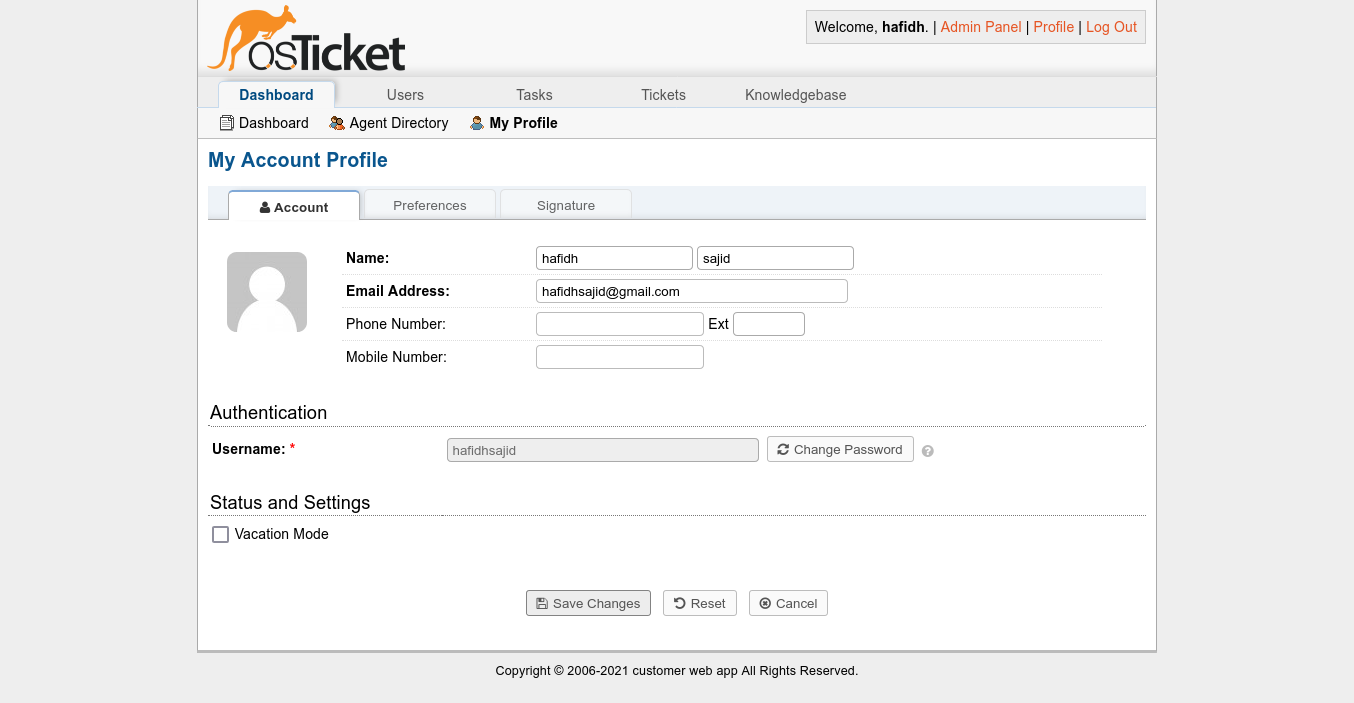 osTicket
Welcome, hafidh. | Admin Panel | Profile | Log Out
Dashboard Users Tasks Tickets Knowledgebase
Dashboard Agent Directory My Profile
My Account Profile
Account Preferences Signature
Name: hafidh sajid
Email Address: hafidhsajid@gmail.com
Phone Number: Ext
Mobile Number:
Authentication
Username: * hafidhsajid Change Password ?
Status and Settings
Vacation Mode
Save Changes Reset Cancel
Copyright © 2006-2021 customer web app All Rights Reserved.